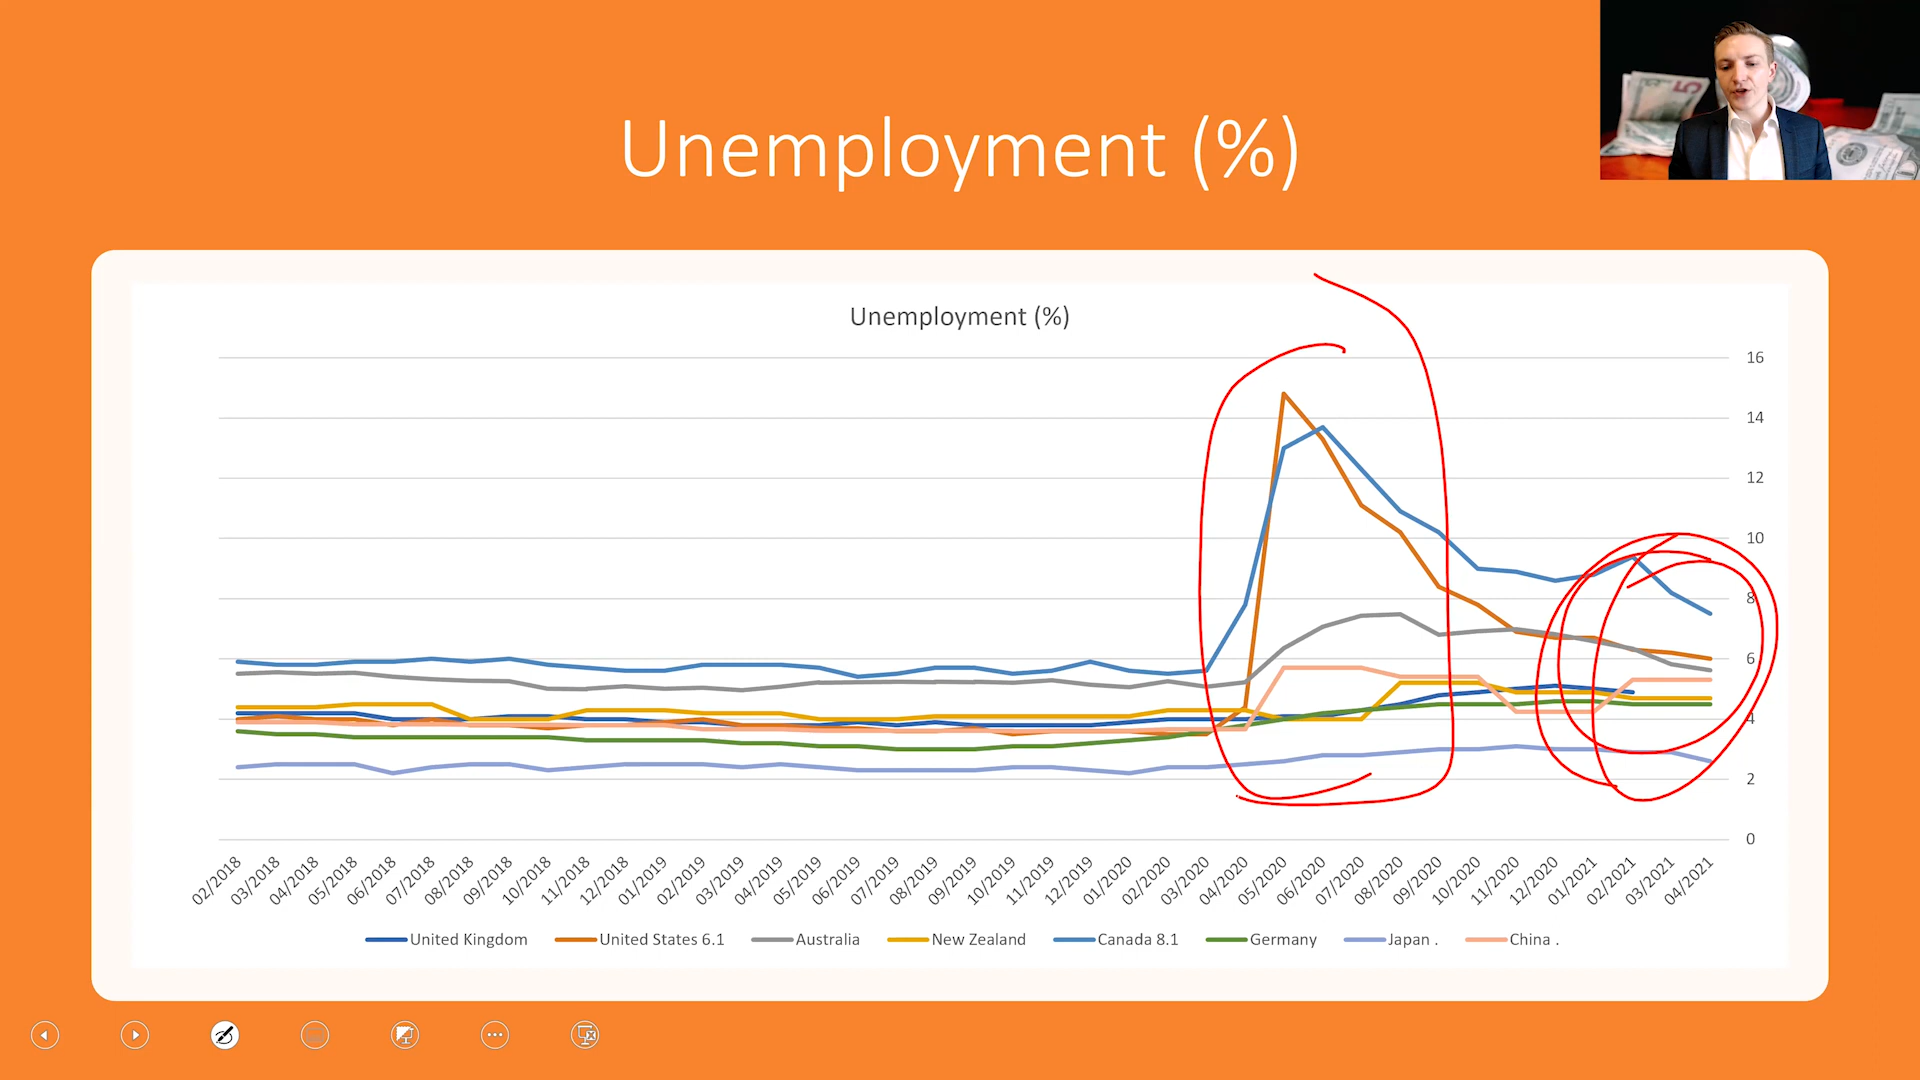 Unemployment (%)
Unemployment (%)
16
14
12
10
8
6
4
2
0
02/2018 03/2018 04/2018 05/2018 06/2018 07/2018 08/2018 09/2018 10/2018 11/2018 12/2018 01/2019 02/2019 03/2019 04/2019 05/2019 06/2019 07/2019 08/2019 09/2019 10/2019 11/2019 12/2019 01/2020 02/2020 03/2020 04/2020 05/2020 06/2020 07/2020 08/2020 09/2020 10/2020 11/2020 12/2020 01/2021 02/2021 03/2021 04/2021
United Kingdom United States 6.1 Australia New Zealand Canada 8.1 Germany Japan . China .